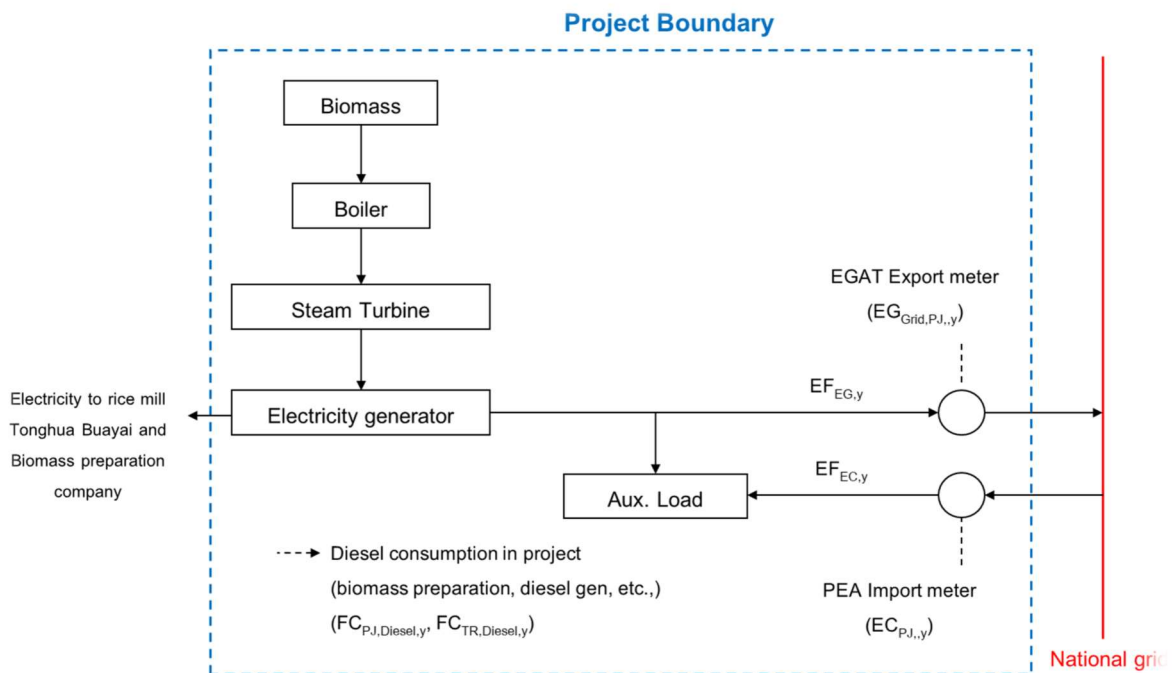 Project Boundary
Biomass
Boiler
Steam Turbine
EGAT Export meter
(EG_Grid,PJ,,y)
Electricity to rice mill
Tonghua Buayai and
Biomass preparation
company
Electricity generator
EF_EG,y
Aux. Load
EF_EC,y
Diesel consumption in project
(biomass preparation, diesel gen, etc.,)
(FC_PJ,Diesel,y, FC_TR,Diesel,y)
PEA Import meter
(EC_PJ,,y)
National grid